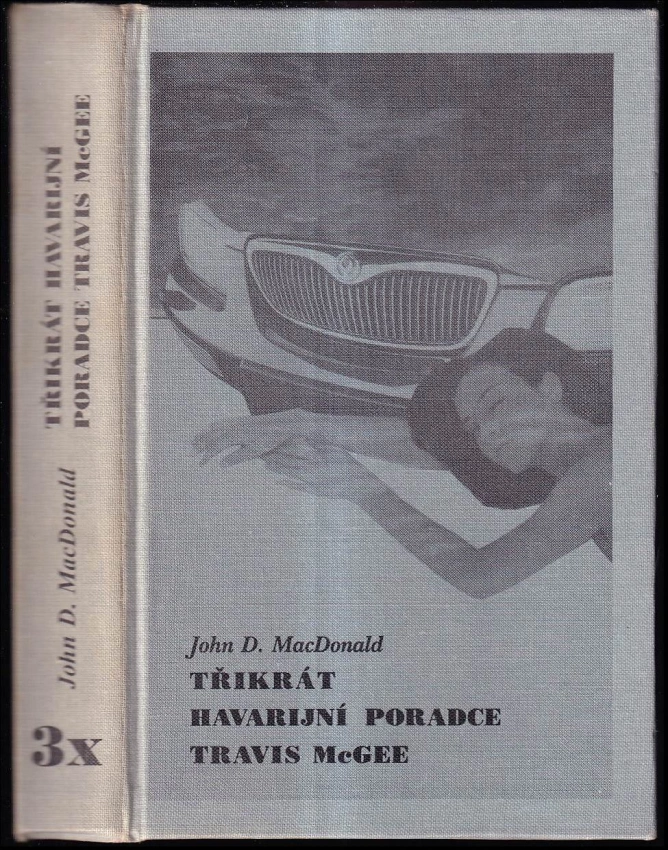 TŘIKRÁT HAVARIJNÍ
PORADCE TRAVIS McGEE
John D. MacDonald
3x
John D. MacDonald
TŘIKRÁT
HAVARIJNÍ PORADCE
TRAVIS McGEE